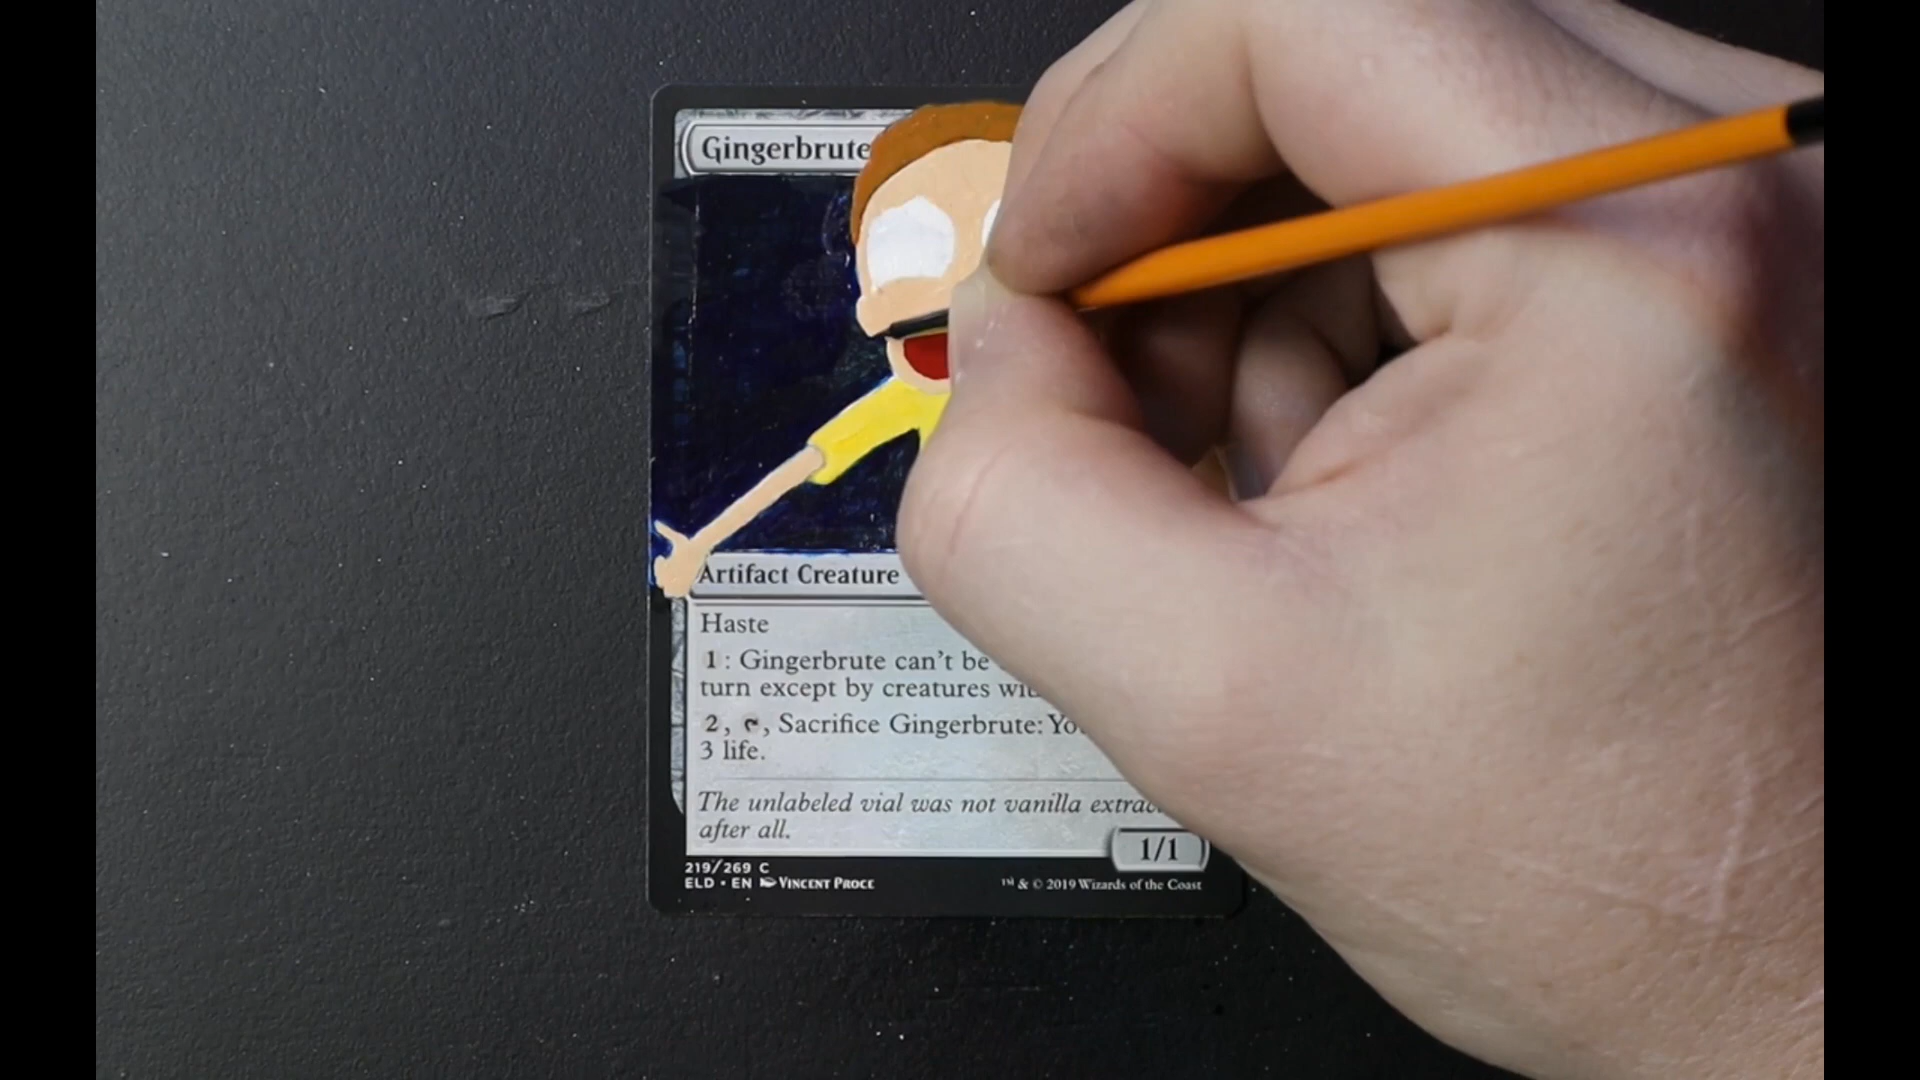 Gingerbrute
Artifact Creature
Haste
1: Gingerbrute can't be
turn except by creatures
2, , Sacrifice Gingerbrute:
3 life.
The unlabeled vial was not vanilla
after all.
1/1
219/269 C
ELD • EN VINCENT PROCE
™ & © 2019 Wizards of the Coast